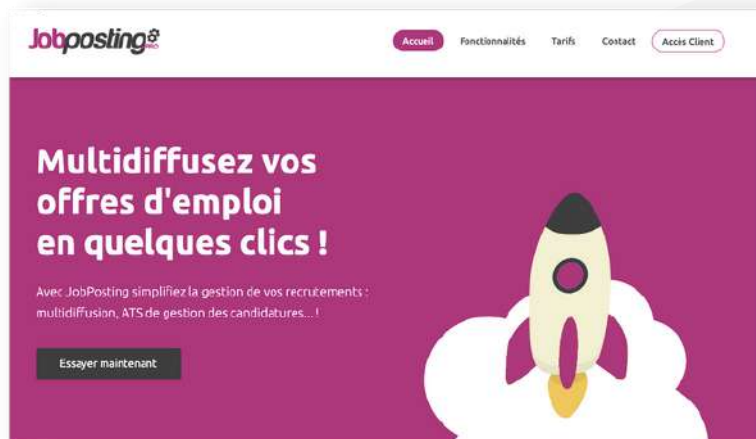 Jobposting PRO
Accueil
Fonctionnalités
Tarifs
Contact
Accès Client
Multidiffusez vos
offres d'emploi
en quelques clics !
Avec JobPosting simplifiez la gestion de vos recrutements :
multidiffusion, ATS de gestion des candidatures... !
Essayer maintenant